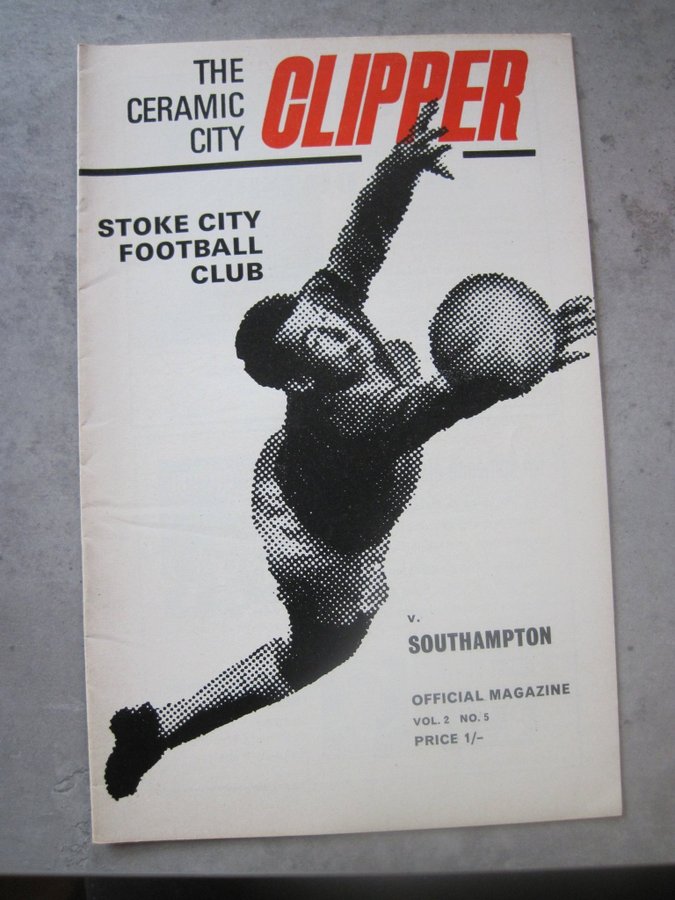 THE
CERAMIC
CITY
CLIPPER
STOKE CITY
FOOTBALL
CLUB
v.
SOUTHAMPTON
OFFICIAL MAGAZINE
VOL. 2 NO. 5
PRICE 1/-